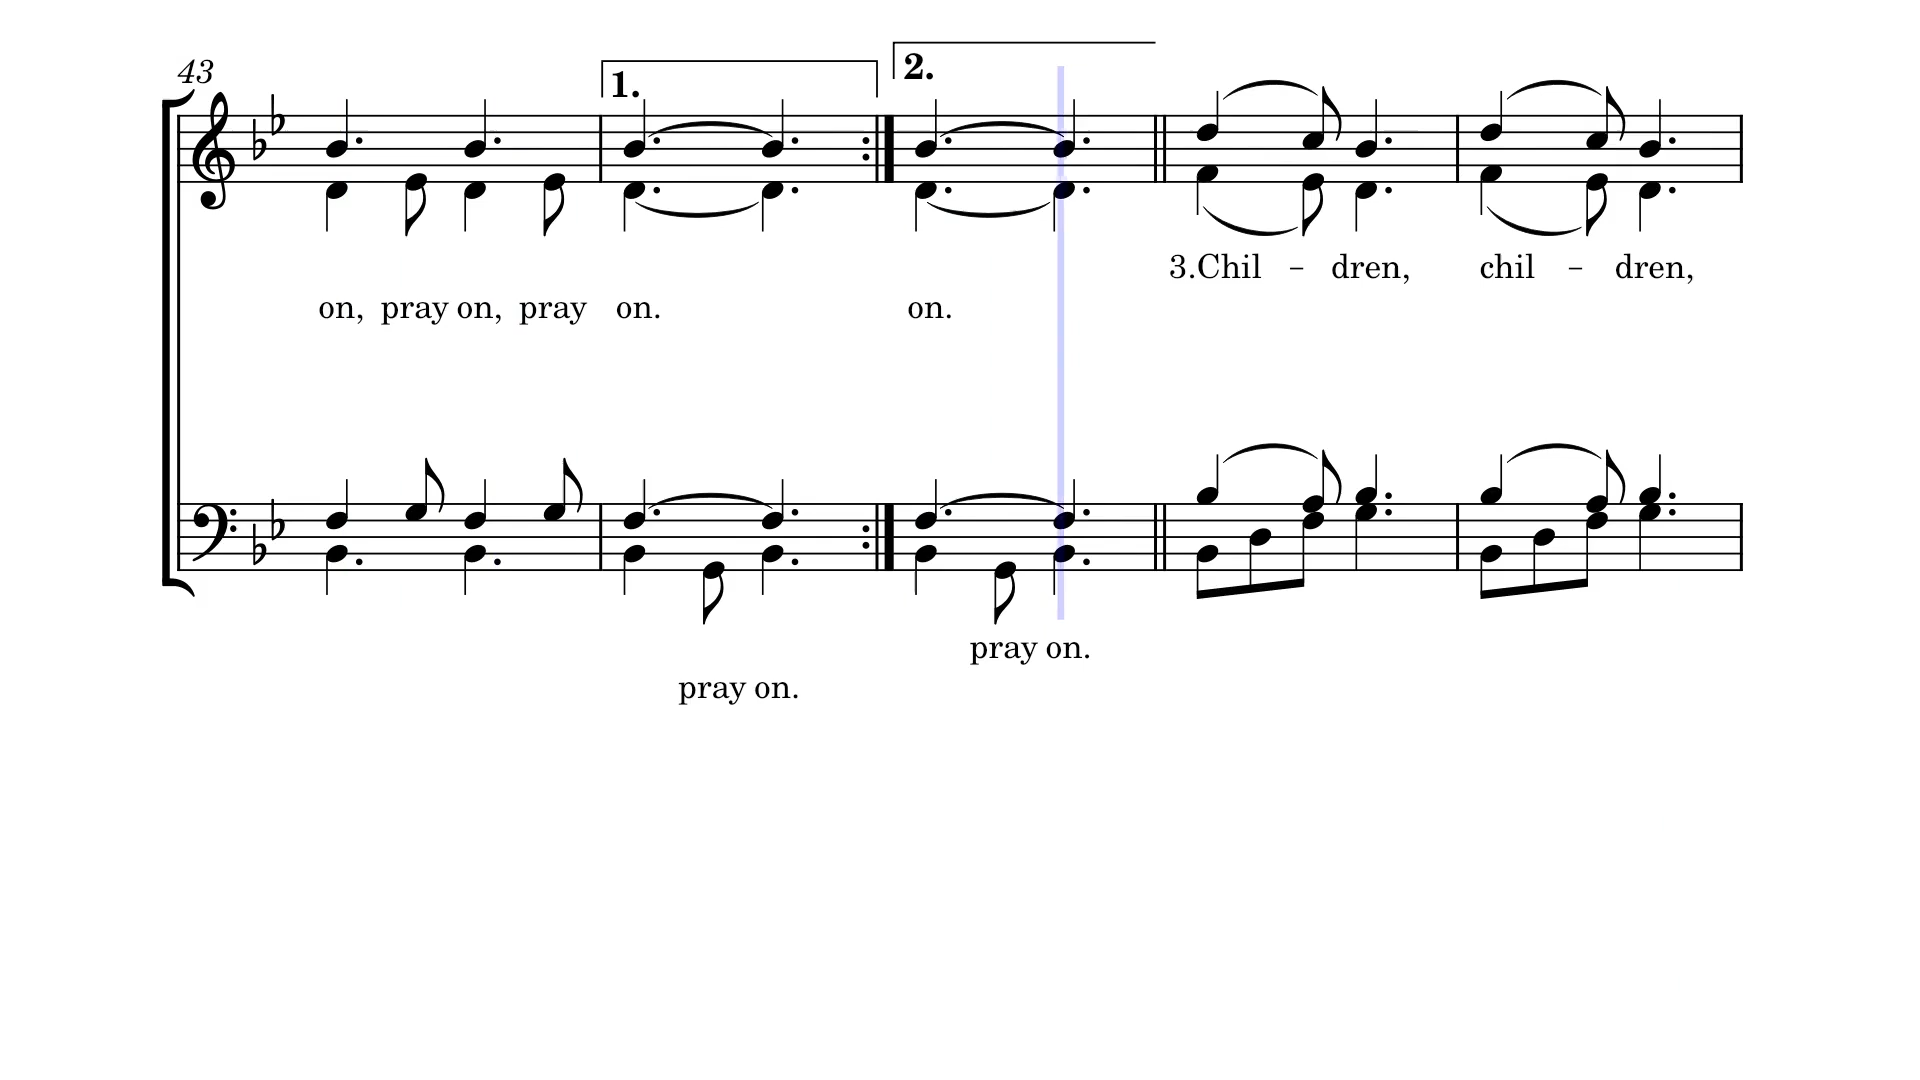 43
1.
2.
3.Chil - dren, chil - dren,
on, pray on, pray on. on.
pray on.
pray on.